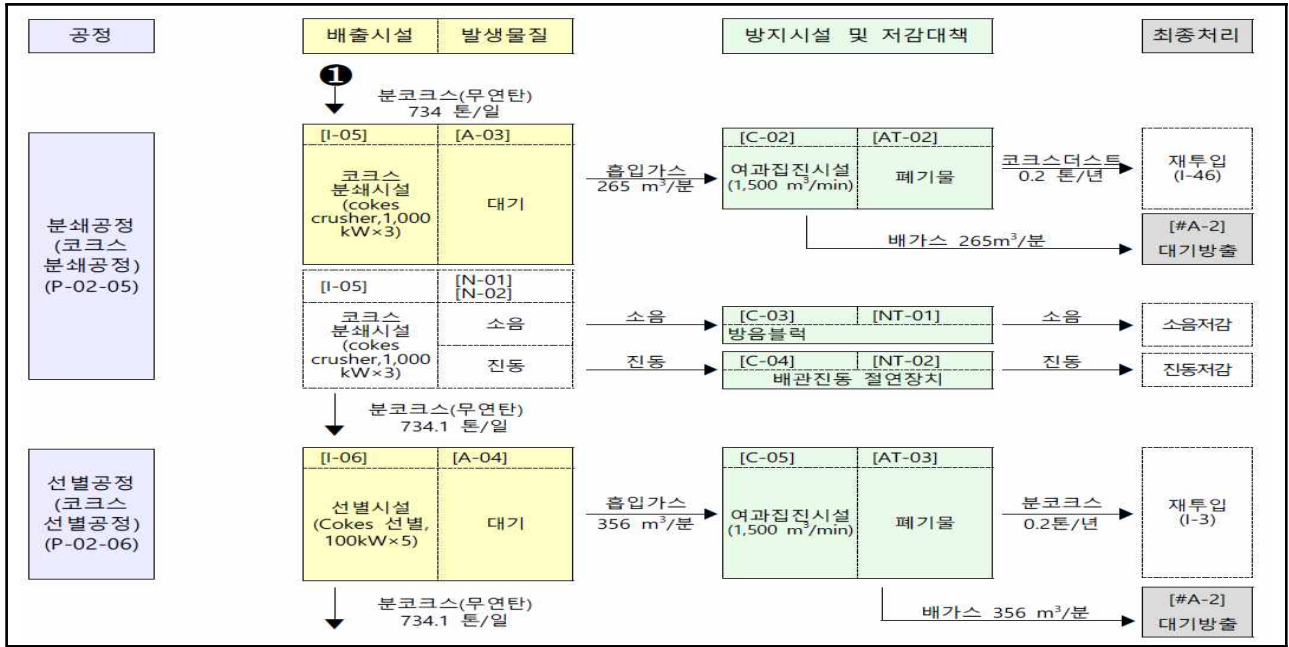 공정
배출시설
발생물질
방지시설 및 저감대책
최종처리
❶
분코크스(무연탄)
734 톤/일
분쇄공정
(코크스
분쇄공정)
(P-02-05)
[I-05]
[A-03]
코크스
분쇄시설
(cokes
crusher,1,000
kW×3)
대기
흡입가스
265 m³/분
[C-02]
[AT-02]
여과집진시설
(1,500 m³/min)
폐기물
코크스더스트
0.2 톤/년
재투입
(I-46)
배가스 265m³/분
[#A-2]
대기방출
[I-05]
[N-01]
[N-02]
코크스
분쇄시설
(cokes
crusher,1,000
kW×3)
소음
진동
소음
[C-03]
[NT-01]
방음블럭
소음
소음저감
진동
[C-04]
[NT-02]
배관진동 절연장치
진동
진동저감
분코크스(무연탄)
734.1 톤/일
선별공정
(코크스
선별공정)
(P-02-06)
[I-06]
[A-04]
선별시설
(Cokes 선별,
100kW×5)
대기
흡입가스
356 m³/분
[C-05]
[AT-03]
여과집진시설
(1,500 m³/min)
폐기물
분코크스
0.2톤/년
재투입
(I-3)
배가스 356 m³/분
[#A-2]
대기방출
분코크스(무연탄)
734.1 톤/일